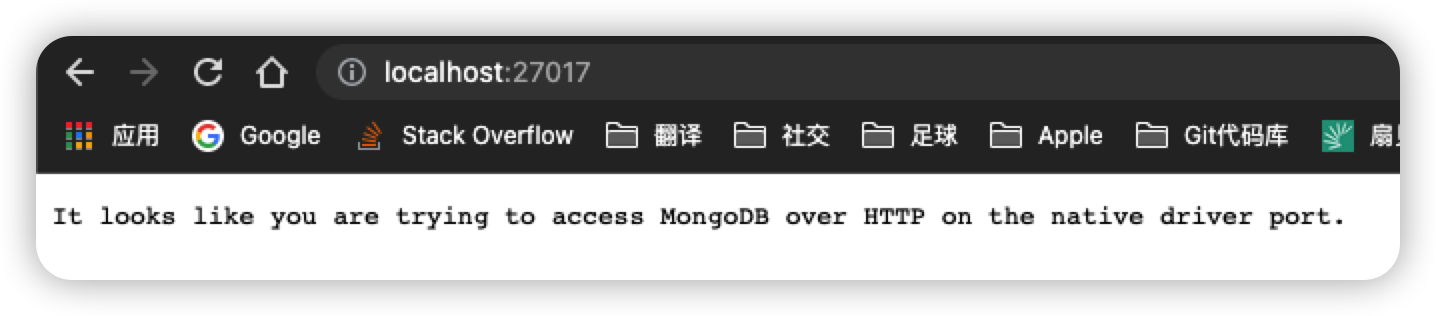 localhost:27017
应用 Google Stack Overflow 翻译 社交 足球 Apple Git代码库 扇
It looks like you are trying to access MongoDB over HTTP on the native driver port.